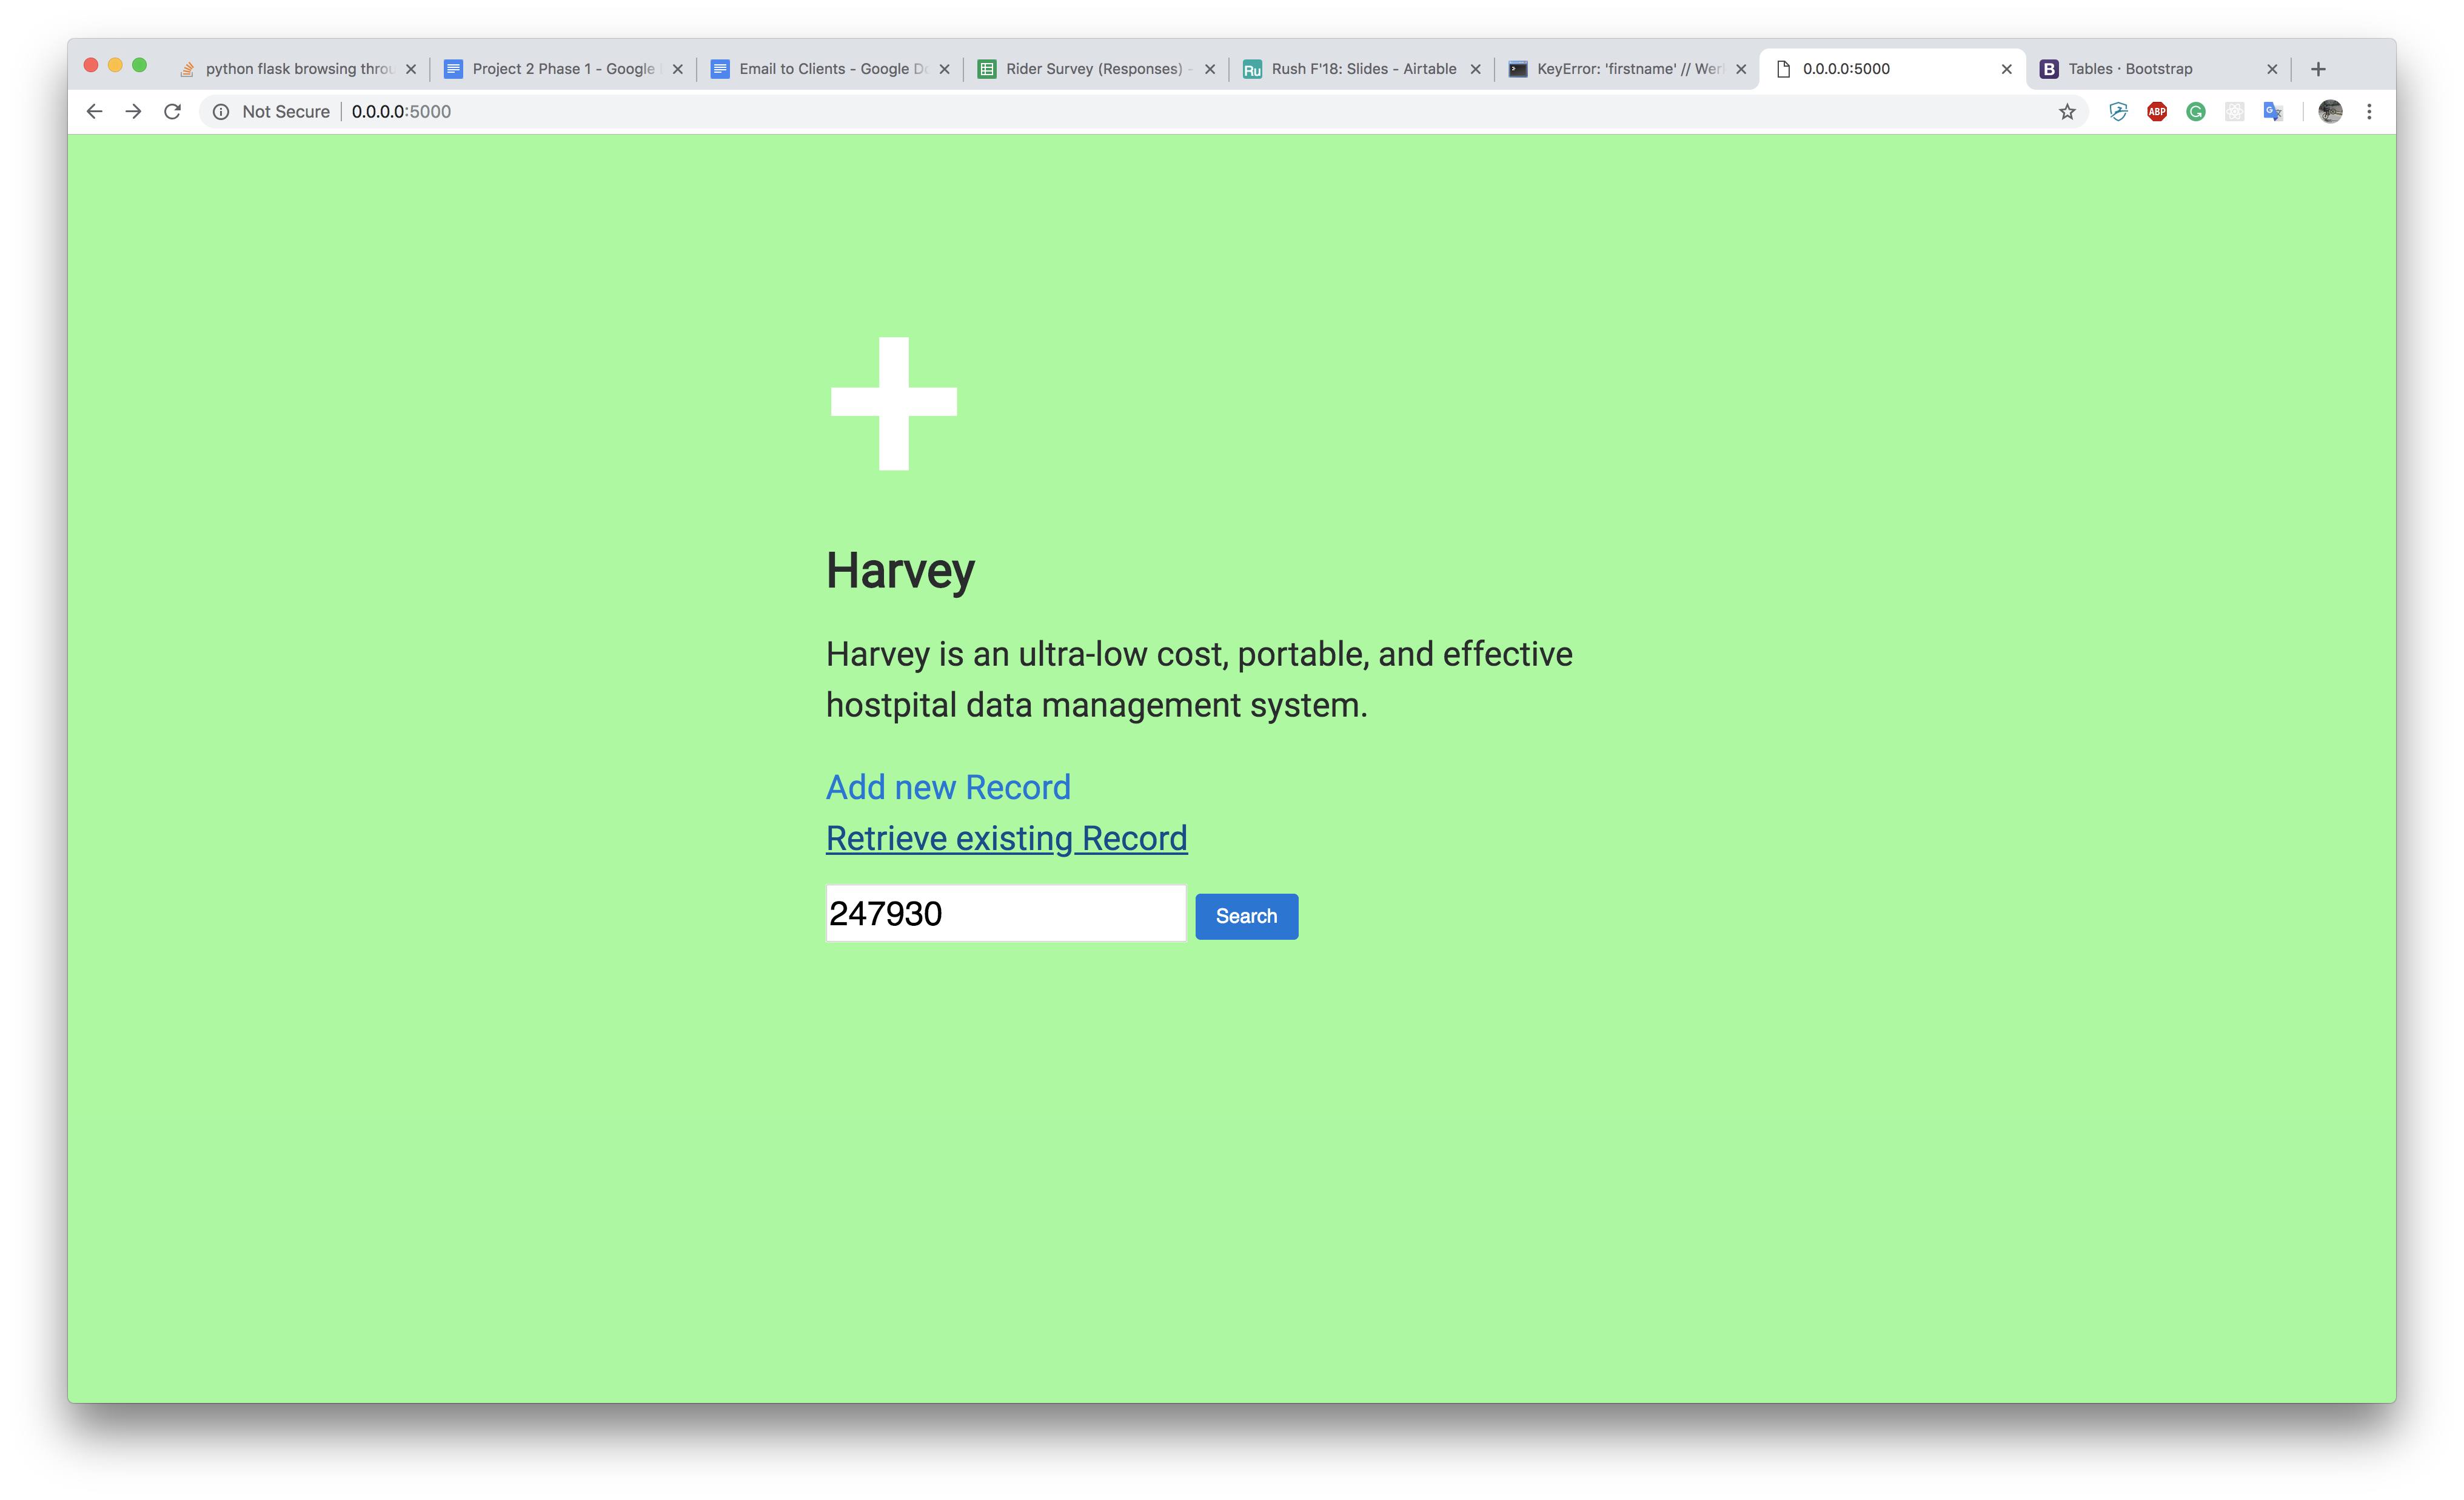 python flask browsing throu
Project 2 Phase 1 - Google
Email to Clients - Google Do
Rider Survey (Responses) -
Rush F'18: Slides - Airtable
KeyError: 'firstname' // Wer
0.0.0.0:5000
Tables · Bootstrap
Not Secure | 0.0.0.0:5000
Harvey
Harvey is an ultra-low cost, portable, and effective
hostpital data management system.
Add new Record
Retrieve existing Record
247930 Search
Ru
B
ABP
G